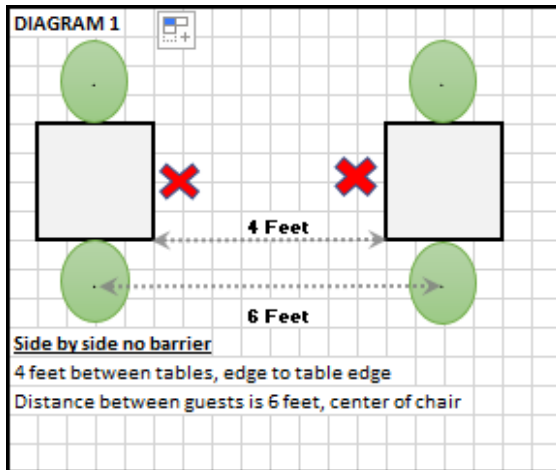 DIAGRAM 1
4 Feet
6 Feet
Side by side no barrier
4 feet between tables, edge to table edge
Distance between guests is 6 feet, center of chair